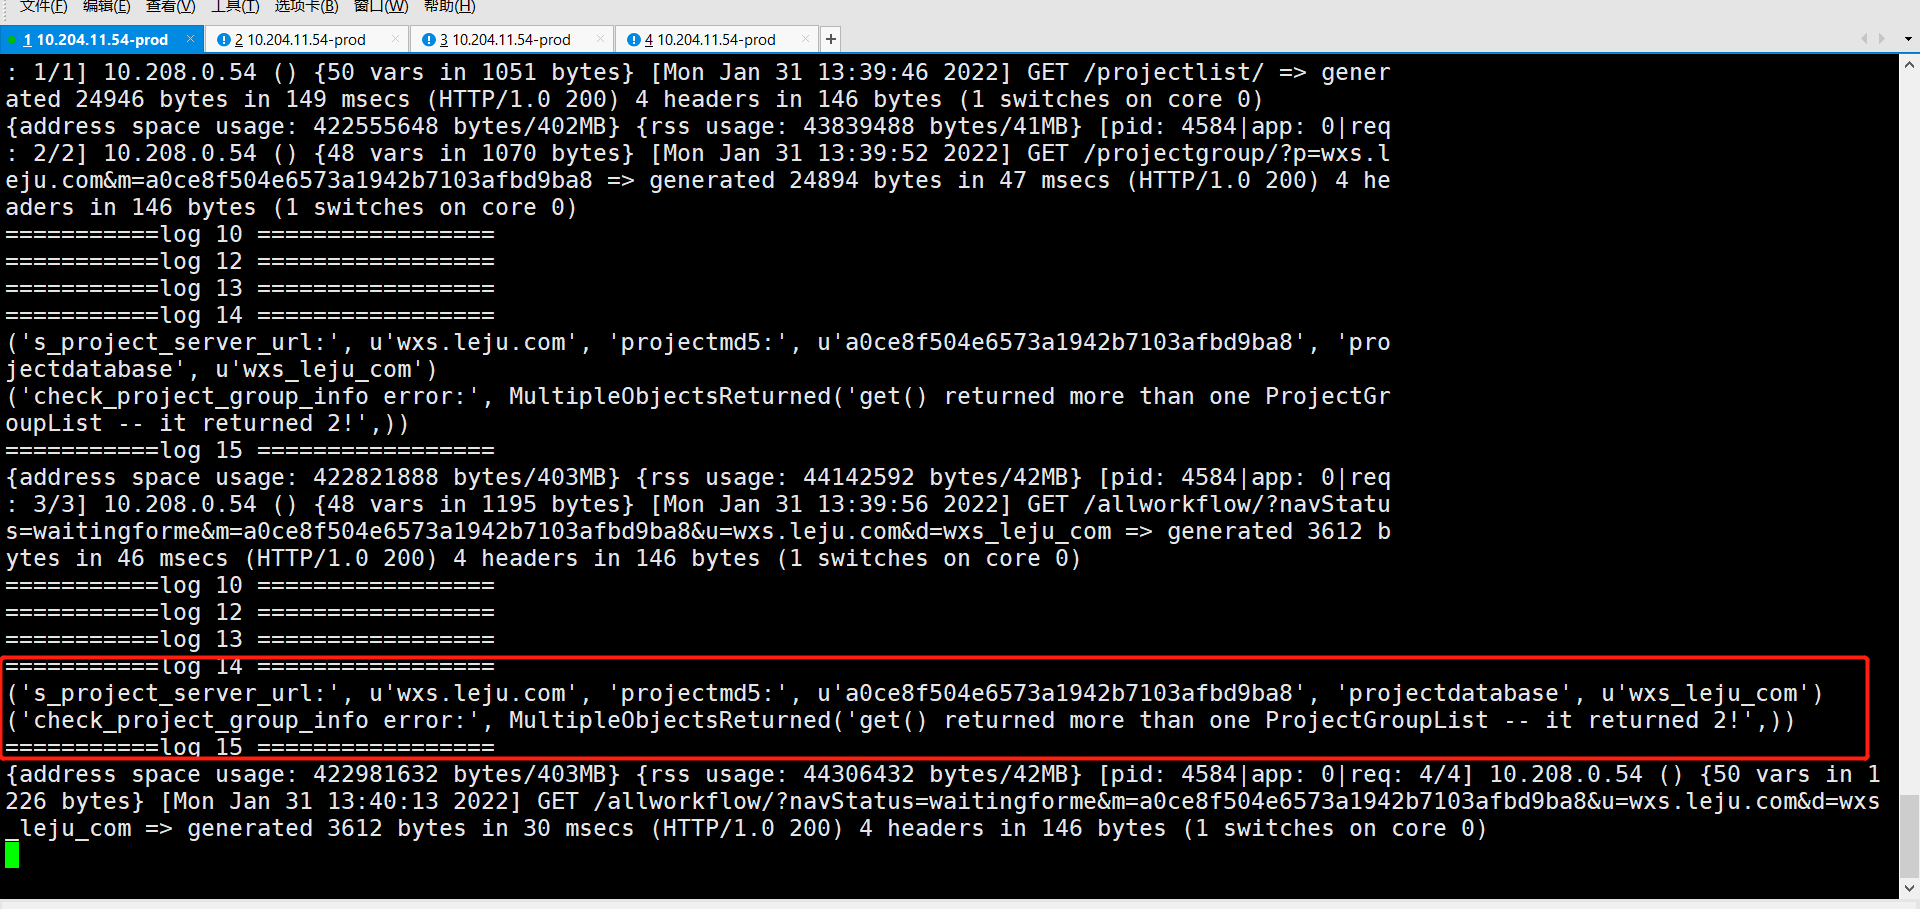 文件(F) 编辑(E) 查看(V) 工具(T) 选项卡(B) 窗口(W) 帮助(H)
1 10.204.11.54-prod × 2 10.204.11.54-prod × 3 10.204.11.54-prod × 4 10.204.11.54-prod × +
: 1/1] 10.208.0.54 () {50 vars in 1051 bytes} [Mon Jan 31 13:39:46 2022] GET /projectlist/ => gener
ated 24946 bytes in 149 msecs (HTTP/1.0 200) 4 headers in 146 bytes (1 switches on core 0)
{address space usage: 422555648 bytes/402MB} {rss usage: 43839488 bytes/41MB} [pid: 4584|app: 0|req
: 2/2] 10.208.0.54 () {48 vars in 1070 bytes} [Mon Jan 31 13:39:52 2022] GET /projectgroup/?p=wxs.l
eju.com&m=a0ce8f504e6573a1942b7103afbd9ba8 => generated 24894 bytes in 47 msecs (HTTP/1.0 200) 4 he
aders in 146 bytes (1 switches on core 0)
===========log 10 =================
===========log 12 =================
===========log 13 =================
===========log 14 =================
('s_project_server_url:', u'wxs.leju.com', 'projectmd5:', u'a0ce8f504e6573a1942b7103afbd9ba8', 'pro
jectdatabase', u'wxs_leju_com')
('check_project_group_info error:', MultipleObjectsReturned('get() returned more than one ProjectGr
oupList -- it returned 2!',))
===========log 15 =================
{address space usage: 422821888 bytes/403MB} {rss usage: 44142592 bytes/42MB} [pid: 4584|app: 0|req
: 3/3] 10.208.0.54 () {48 vars in 1195 bytes} [Mon Jan 31 13:39:56 2022] GET /allworkflow/?navStatu
s=waitingforme&m=a0ce8f504e6573a1942b7103afbd9ba8&u=wxs.leju.com&d=wxs_leju_com => generated 3612 b
ytes in 46 msecs (HTTP/1.0 200) 4 headers in 146 bytes (1 switches on core 0)
===========log 10 =================
===========log 12 =================
===========log 13 =================
===========log 14 =================
('s_project_server_url:', u'wxs.leju.com', 'projectmd5:', u'a0ce8f504e6573a1942b7103afbd9ba8', 'projectdatabase', u'wxs_leju_com')
('check_project_group_info error:', MultipleObjectsReturned('get() returned more than one ProjectGroupList -- it returned 2!',))
===========log 15 =================
{address space usage: 422981632 bytes/403MB} {rss usage: 44306432 bytes/42MB} [pid: 4584|app: 0|req: 4/4] 10.208.0.54 () {50 vars in 1
226 bytes} [Mon Jan 31 13:40:13 2022] GET /allworkflow/?navStatus=waitingforme&m=a0ce8f504e6573a1942b7103afbd9ba8&u=wxs.leju.com&d=wxs
_leju_com => generated 3612 bytes in 30 msecs (HTTP/1.0 200) 4 headers in 146 bytes (1 switches on core 0)